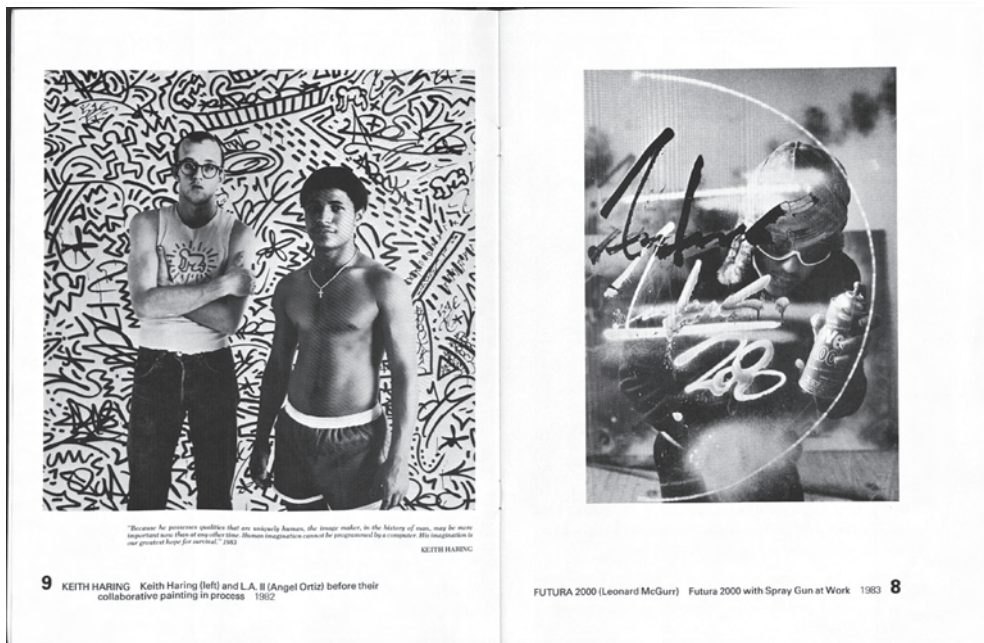 "Because he possesses qualities that are uniquely human, the image maker, in the history of man, may be more
important now than at any other time. Human imagination cannot be programmed by a computer. His imagination is
our greatest hope for survival." 1983
KEITH HARING
9 KEITH HARING Keith Haring (left) and L.A. II (Angel Ortiz) before their
collaborative painting in process 1982
FUTURA 2000 (Leonard McGurr) Futura 2000 with Spray Gun at Work 1983 8